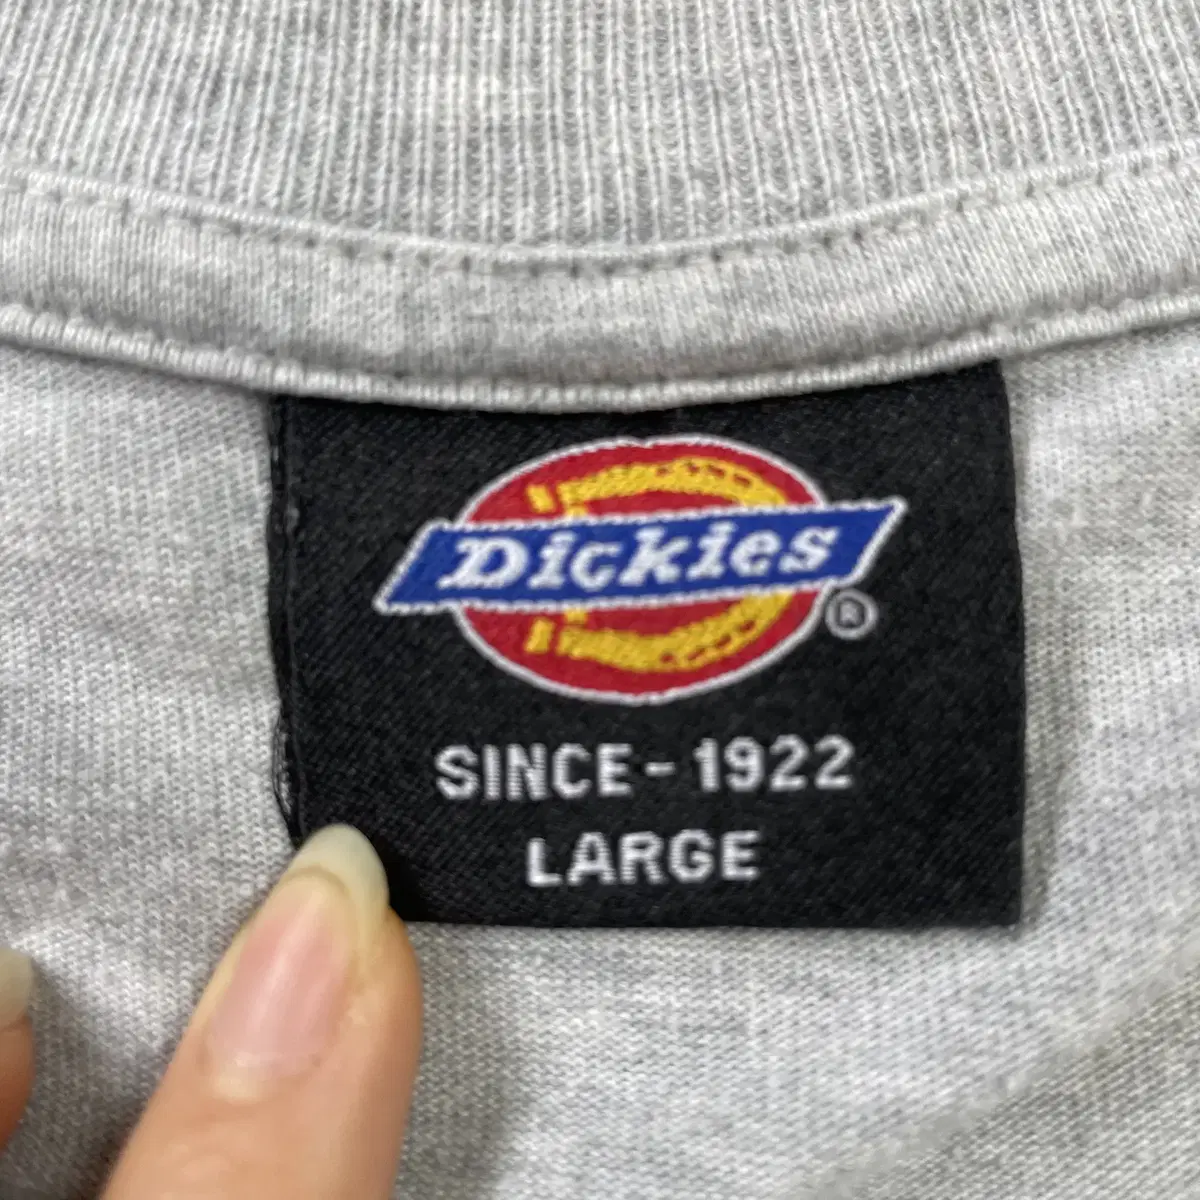 Dickies
®
SINCE - 1922
LARGE